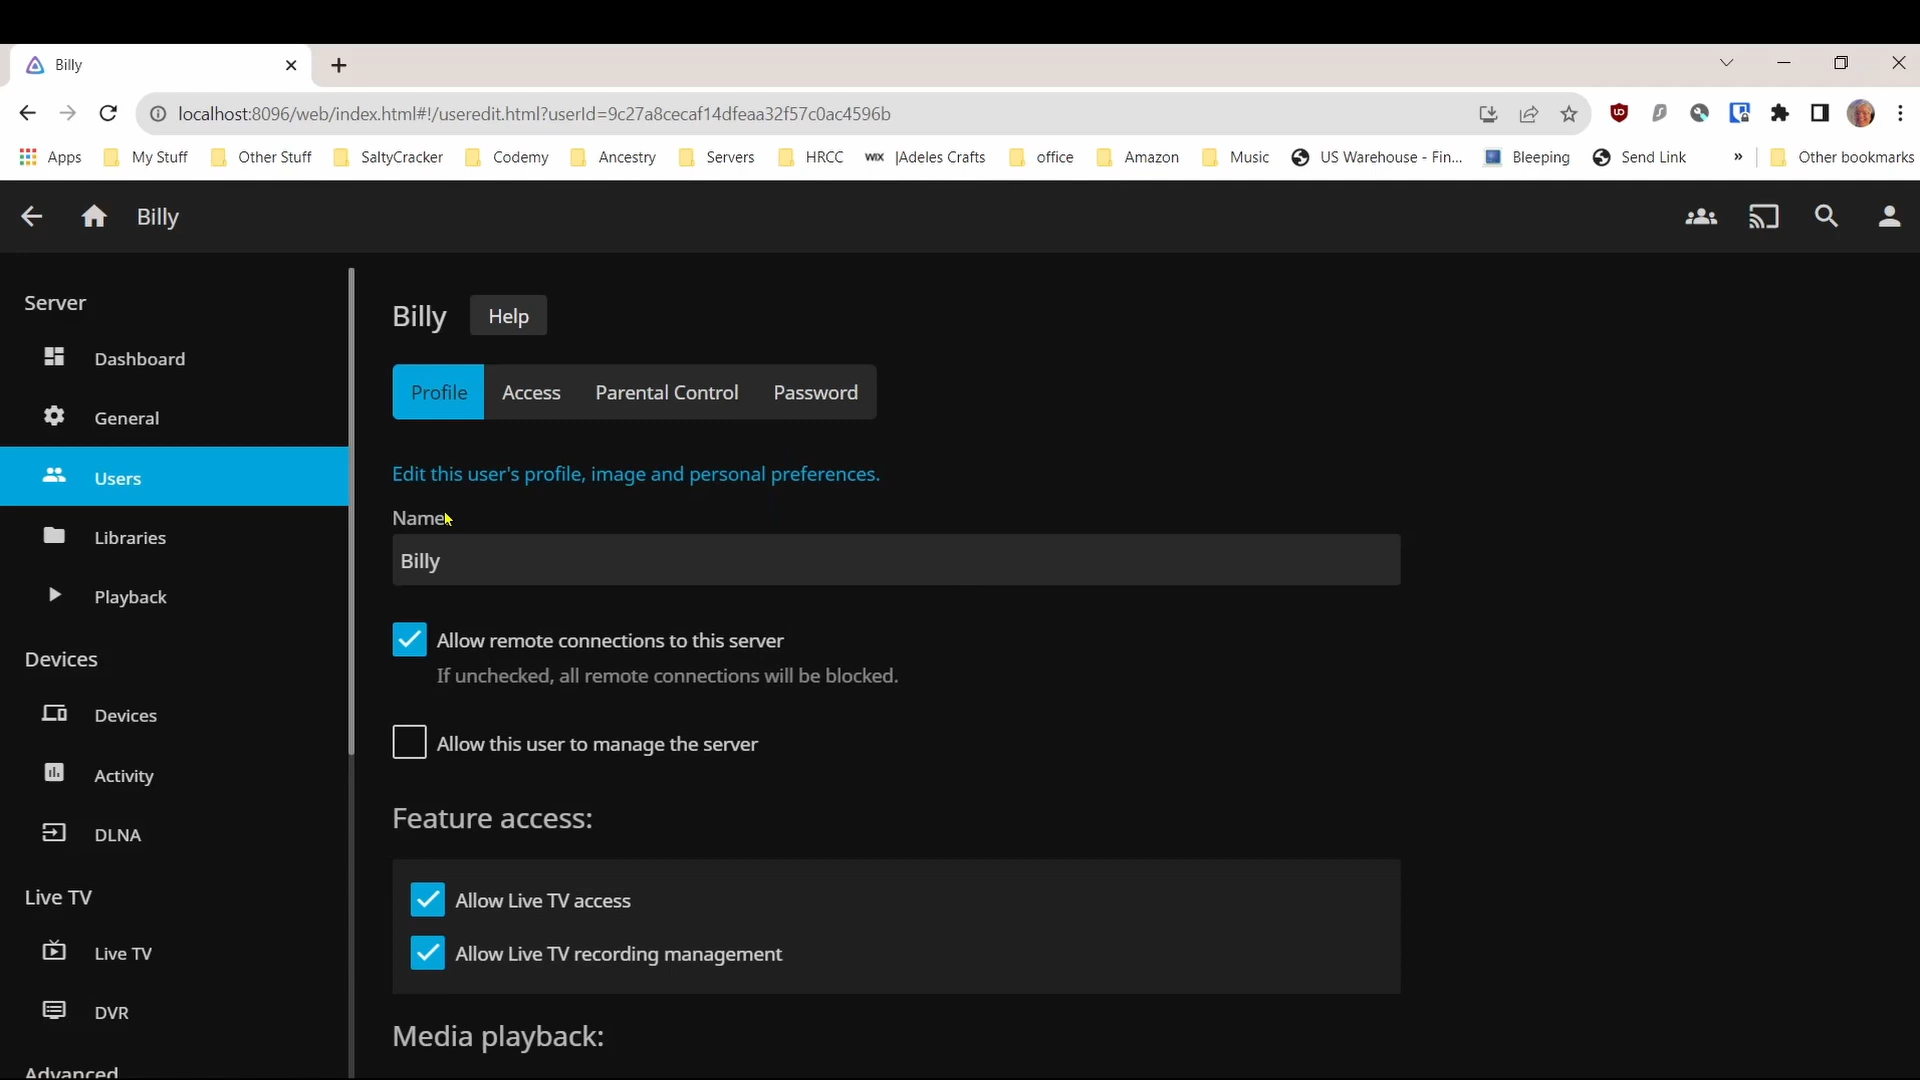 Billy
localhost:8096/web/index.html#!/useredit.html?userId=9c27a8cecaf14dfeaa32f57c0ac4596b
Apps My Stuff Other Stuff SaltyCracker Codemy Ancestry Servers HRCC WIX |Adeles Crafts office Amazon Music US Warehouse - Fin... Bleeping Send Link » Other bookmarks
Billy
Server
Dashboard
General
Users
Libraries
Playback
Devices
Devices
Activity
DLNA
Live TV
Live TV
DVR
Advanced
Billy Help
Profile Access Parental Control Password
Edit this user's profile, image and personal preferences.
Name
Billy
Allow remote connections to this server
If unchecked, all remote connections will be blocked.
Allow this user to manage the server
Feature access:
Allow Live TV access
Allow Live TV recording management
Media playback: